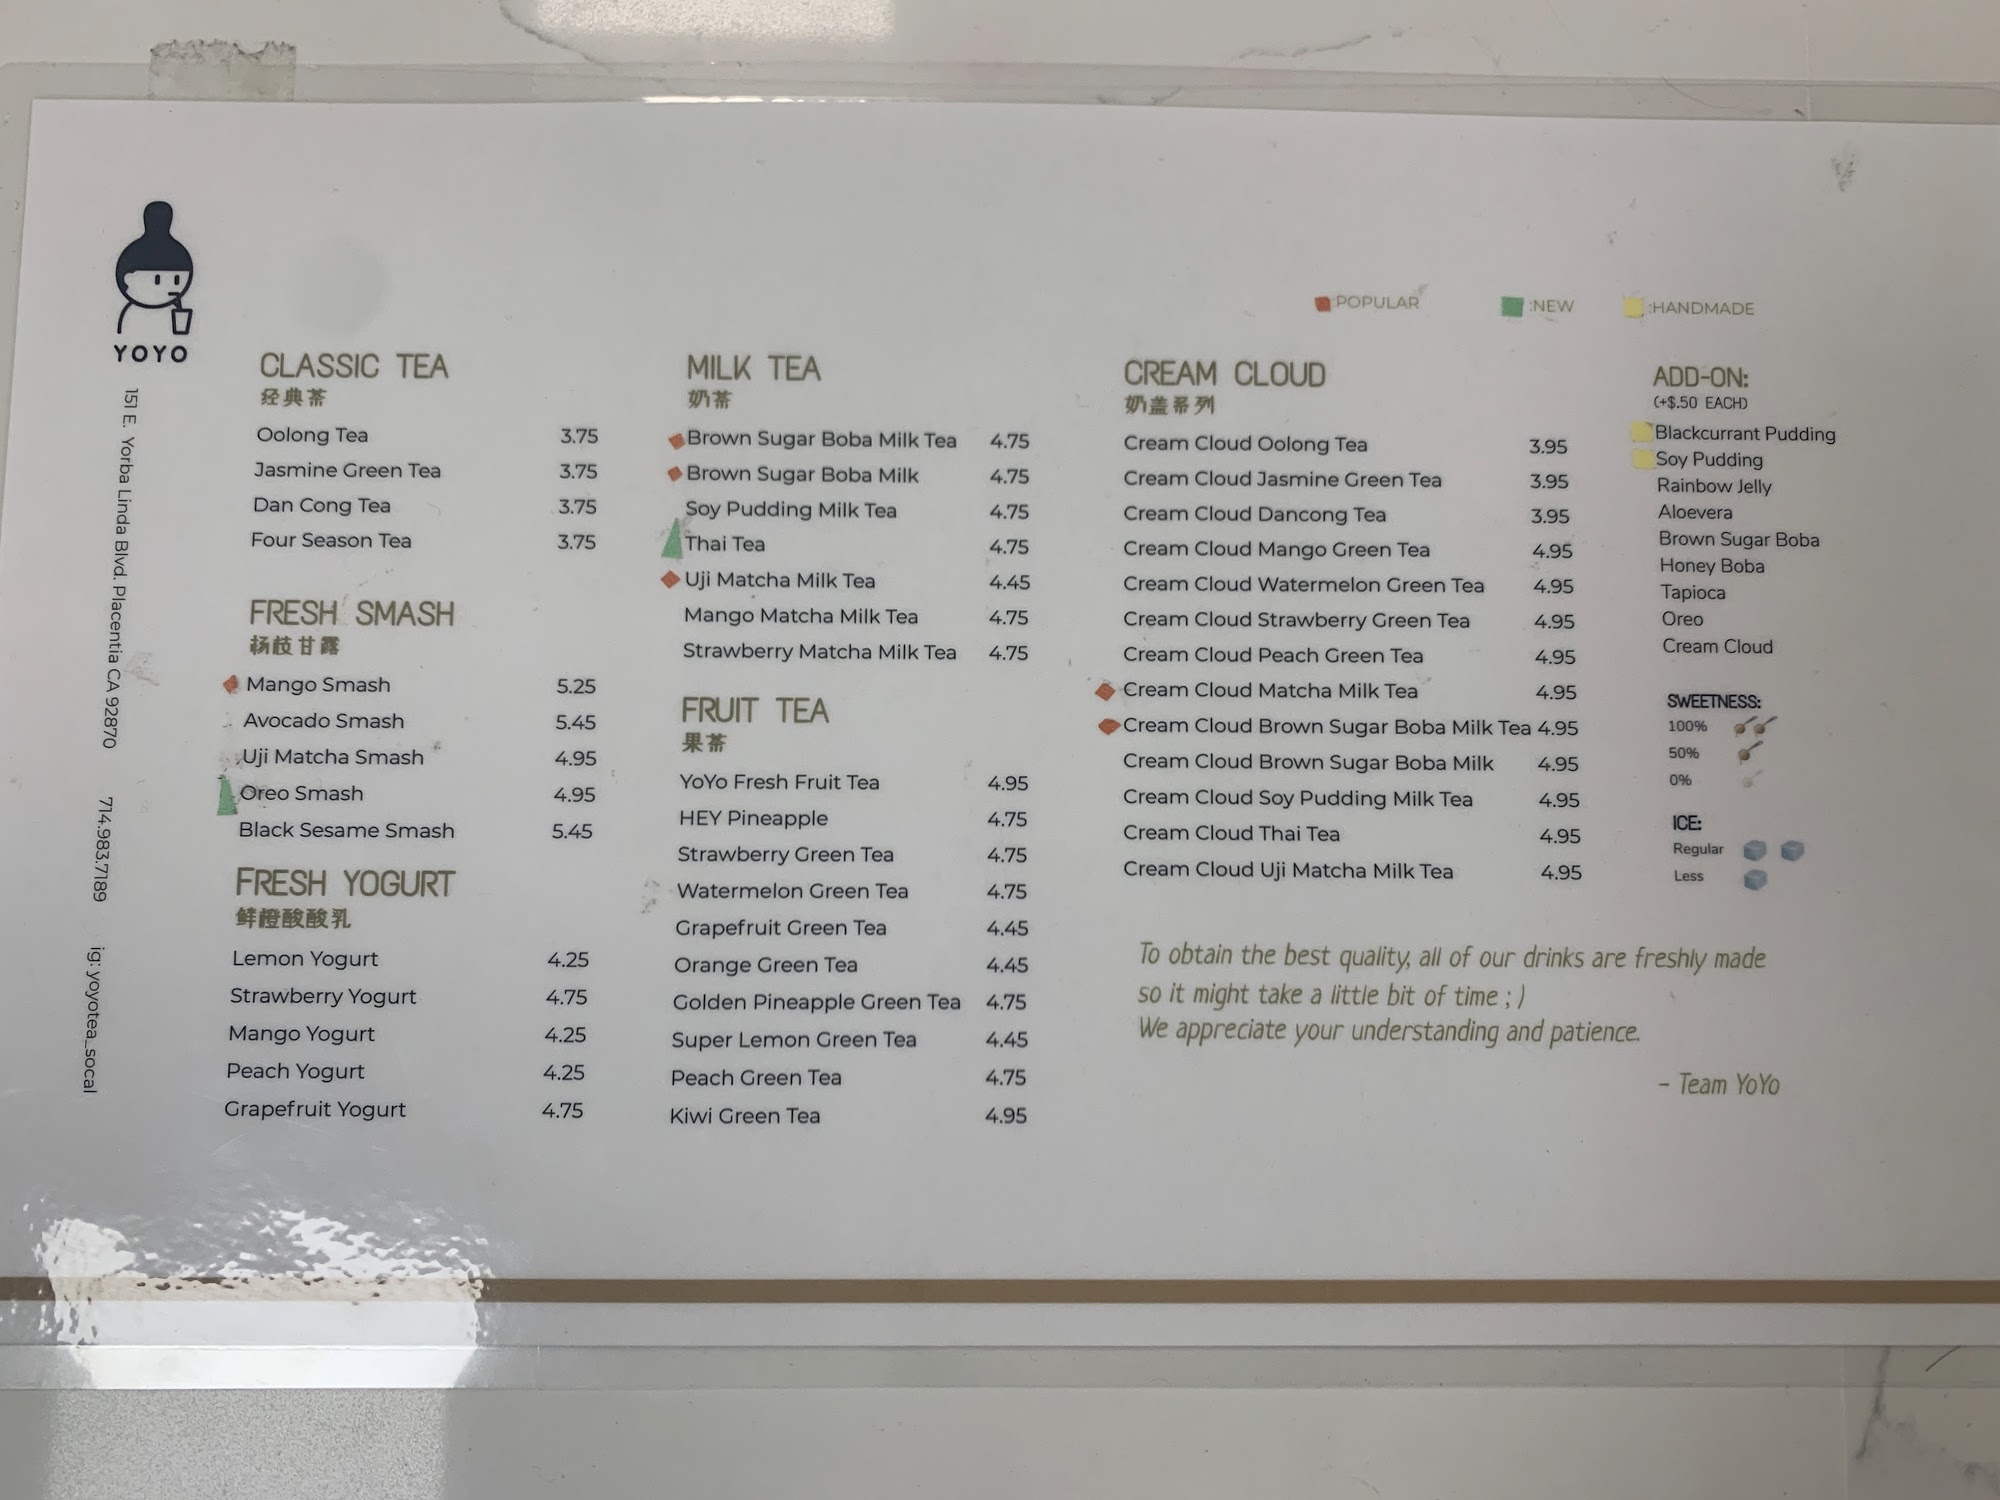 YOYO
151 E. Yorba Linda Blvd. Placentia CA 92870
714.983.7189
ig: yoyotea_socal
:POPULAR
:NEW
:HANDMADE
CLASSIC TEA
经典茶
Oolong Tea 3.75
Jasmine Green Tea 3.75
Dan Cong Tea 3.75
Four Season Tea 3.75
FRESH SMASH
杨枝甘露
Mango Smash 5.25
Avocado Smash 5.45
Uji Matcha Smash 4.95
Oreo Smash 4.95
Black Sesame Smash 5.45
FRESH YOGURT
鲜橙酸酸乳
Lemon Yogurt 4.25
Strawberry Yogurt 4.75
Mango Yogurt 4.25
Peach Yogurt 4.25
Grapefruit Yogurt 4.75
MILK TEA
奶茶
Brown Sugar Boba Milk Tea 4.75
Brown Sugar Boba Milk 4.75
Soy Pudding Milk Tea 4.75
Thai Tea 4.75
Uji Matcha Milk Tea 4.45
Mango Matcha Milk Tea 4.75
Strawberry Matcha Milk Tea 4.75
FRUIT TEA
果茶
YoYo Fresh Fruit Tea 4.95
HEY Pineapple 4.75
Strawberry Green Tea 4.75
Watermelon Green Tea 4.75
Grapefruit Green Tea 4.45
Orange Green Tea 4.45
Golden Pineapple Green Tea 4.75
Super Lemon Green Tea 4.45
Peach Green Tea 4.75
Kiwi Green Tea 4.95
CREAM CLOUD
奶盖系列
Cream Cloud Oolong Tea 3.95
Cream Cloud Jasmine Green Tea 3.95
Cream Cloud Dancong Tea 3.95
Cream Cloud Mango Green Tea 4.95
Cream Cloud Watermelon Green Tea 4.95
Cream Cloud Strawberry Green Tea 4.95
Cream Cloud Peach Green Tea 4.95
Cream Cloud Matcha Milk Tea 4.95
Cream Cloud Brown Sugar Boba Milk Tea 4.95
Cream Cloud Brown Sugar Boba Milk 4.95
Cream Cloud Soy Pudding Milk Tea 4.95
Cream Cloud Thai Tea 4.95
Cream Cloud Uji Matcha Milk Tea 4.95
ADD-ON:
(+$.50 EACH)
Blackcurrant Pudding
Soy Pudding
Rainbow Jelly
Aloevera
Brown Sugar Boba
Honey Boba
Tapioca
Oreo
Cream Cloud
SWEETNESS:
100%
50%
0%
ICE:
Regular
Less
To obtain the best quality, all of our drinks are freshly made
so it might take a little bit of time ; )
We appreciate your understanding and patience.
- Team YoYo